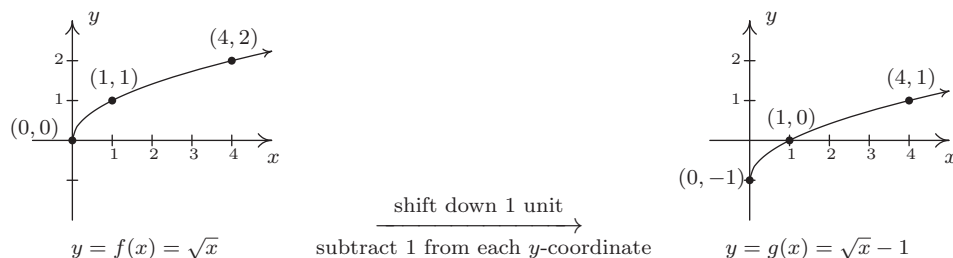 y
(4, 2)
2
(1, 1)
1
(0, 0)
1 2 3 4 x
y = f(x) = √x
shift down 1 unit
subtract 1 from each y-coordinate
y
2
(4, 1)
1
(1, 0)
1 2 3 4 x
(0, −1)
y = g(x) = √x − 1